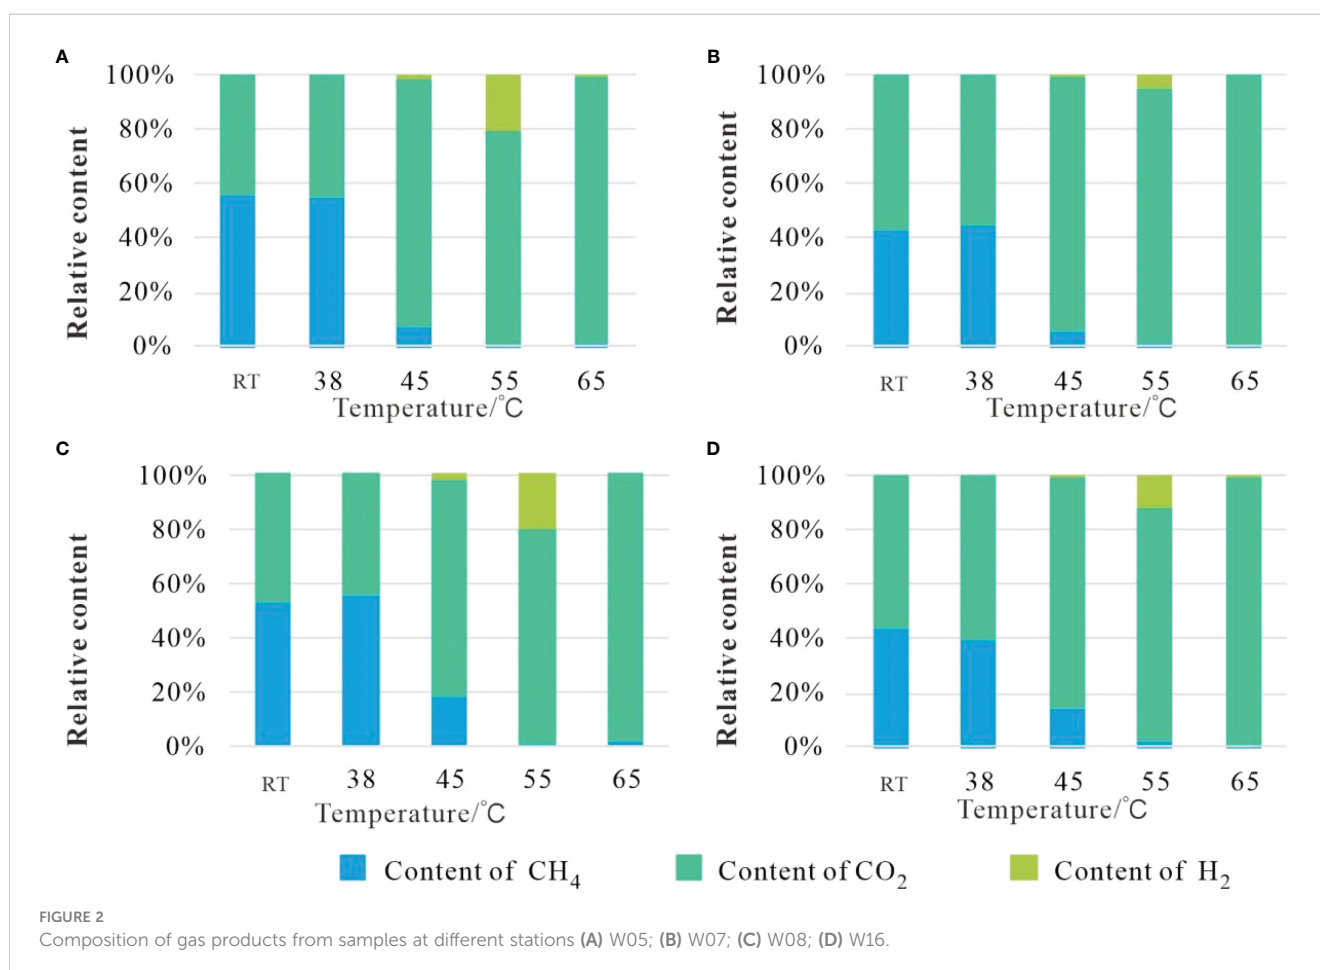 A
100%
80%
60%
40%
20%
0%
Relative content
RT 38 45 55 65
Temperature/°C
B
100%
80%
60%
40%
20%
0%
Relative content
RT 38 45 55 65
Temperature/°C
C
100%
80%
60%
40%
20%
0%
Relative content
RT 38 45 55 65
Temperature/°C
D
100%
80%
60%
40%
20%
0%
Relative content
RT 38 45 55 65
Temperature/°C
Content of CH4 Content of CO2 Content of H2
FIGURE 2
Composition of gas products from samples at different stations (A) W05; (B) W07; (C) W08; (D) W16.